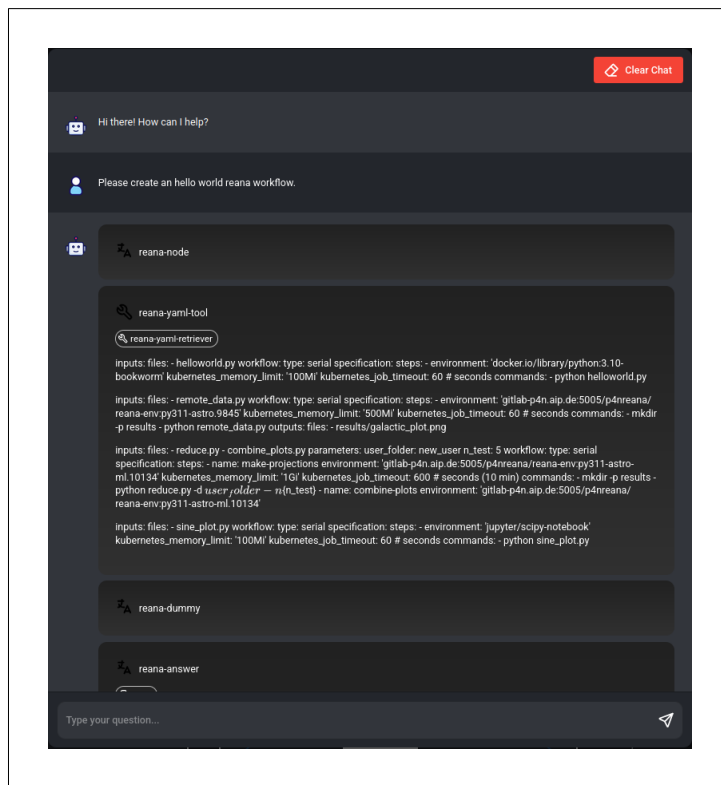 Clear Chat
Hi there! How can I help?
Please create an hello world reana workflow.
reana-node
reana-yaml-tool
reana-yaml-retriever
inputs: files: - helloworld.py workflow: type: serial specification: steps: - environment: 'docker.io/library/python:3.10-
bookworm' kubernetes_memory_limit: '100Mi' kubernetes_job_timeout: 60 # seconds commands: - python helloworld.py
inputs: files: - remote_data.py workflow: type: serial specification: steps: - environment: 'gitlab-p4n.aip.de:5005/p4nreana/
reana-env:py311-astro.9845' kubernetes_memory_limit: '500Mi' kubernetes_job_timeout: 60 # seconds commands: - mkdir
-p results - python remote_data.py outputs: files: - results/galactic_plot.png
inputs: files: - reduce.py - combine_plots.py parameters: user_folder: new_user n_test: 5 workflow: type: serial
specification: steps: - name: make-projections environment: 'gitlab-p4n.aip.de:5005/p4nreana/reana-env:py311-astro-
ml.10134' kubernetes_memory_limit: '1Gi' kubernetes_job_timeout: 600 # seconds (10 min) commands: - mkdir -p results -
python reduce.py -d user_folder − n{n_test} - name: combine-plots environment: 'gitlab-p4n.aip.de:5005/p4nreana/
reana-env:py311-astro-ml.10134'
inputs: files: - sine_plot.py workflow: type: serial specification: steps: - environment: 'jupyter/scipy-notebook'
kubernetes_memory_limit: '100Mi' kubernetes_job_timeout: 60 # seconds commands: - python sine_plot.py
reana-dummy
reana-answer
Type your question...